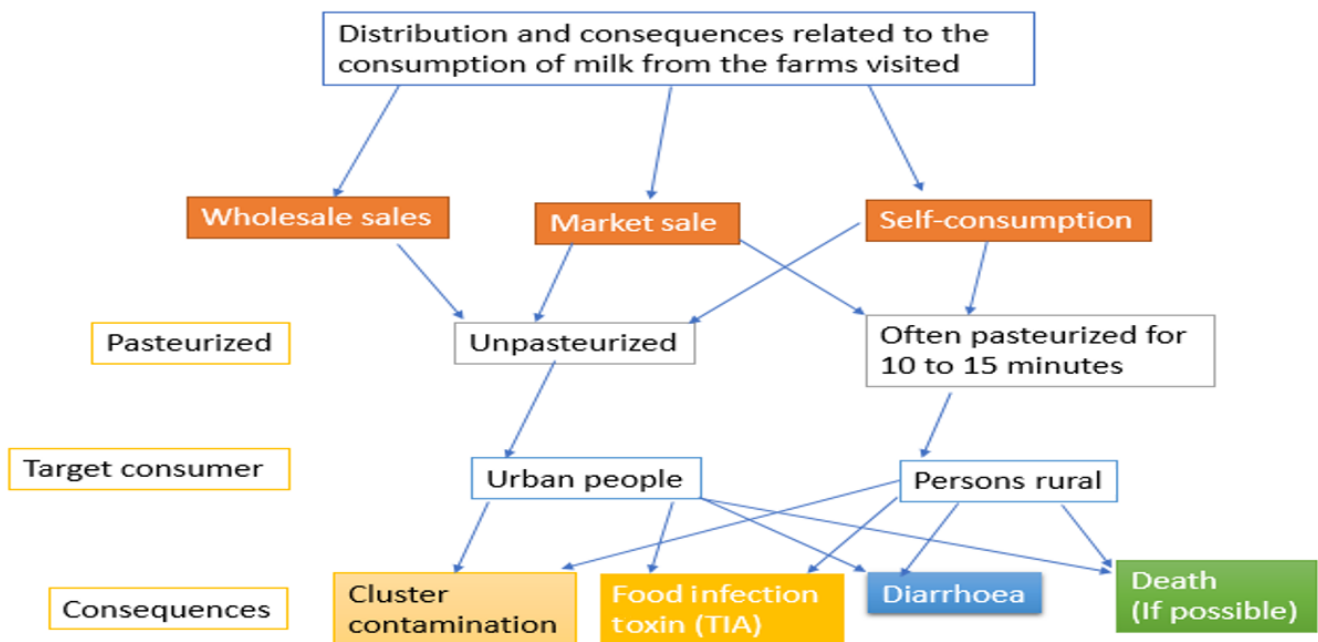 Distribution and consequences related to the
consumption of milk from the farms visited
Wholesale sales
Market sale
Self-consumption
Pasteurized
Unpasteurized
Often pasteurized for
10 to 15 minutes
Target consumer
Urban people
Persons rural
Consequences
Cluster
contamination
Food infection
toxin (TIA)
Diarrhoea
Death
(If possible)